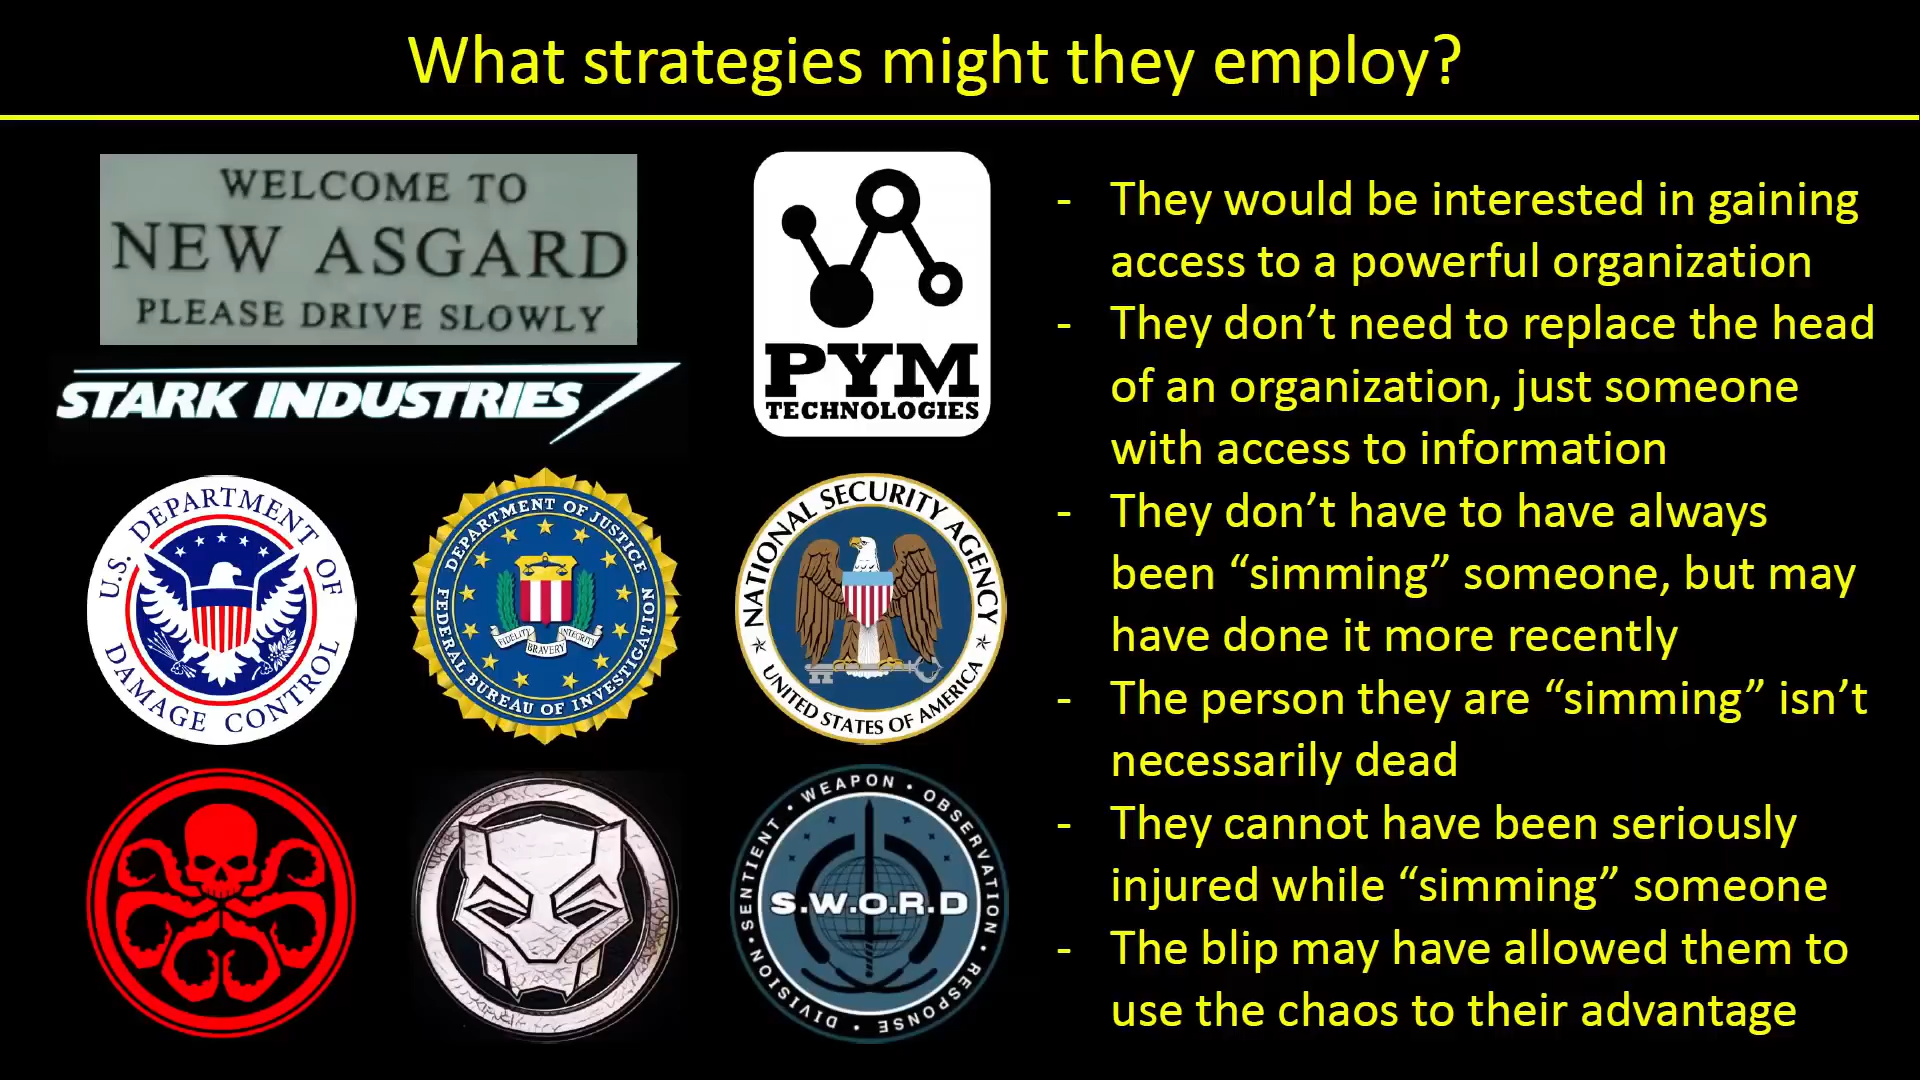 What strategies might they employ?
WELCOME TO
NEW ASGARD
PLEASE DRIVE SLOWLY
STARK INDUSTRIES
PYM
TECHNOLOGIES
U.S. DEPARTMENT OF
DAMAGE CONTROL
DEPARTMENT OF JUSTICE
FEDERAL BUREAU OF INVESTIGATION
FIDELITY
BRAVERY
INTEGRITY
NATIONAL SECURITY AGENCY
UNITED STATES OF AMERICA
SENTIENT • WEAPON • OBSERVATION • RESPONSE • DIVISION •
S.W.O.R.D
- They would be interested in gaining
access to a powerful organization
- They don’t need to replace the head
of an organization, just someone
with access to information
- They don’t have to have always
been “simming” someone, but may
have done it more recently
- The person they are “simming” isn’t
necessarily dead
- They cannot have been seriously
injured while “simming” someone
- The blip may have allowed them to
use the chaos to their advantage